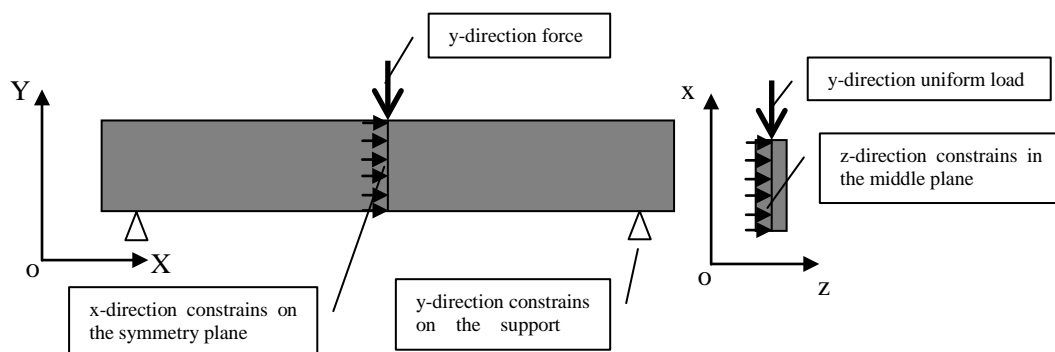 y-direction force
Y
x
y-direction uniform load
z-direction constrains in
the middle plane
o
X
o
z
x-direction constrains on
the symmetry plane
y-direction constrains
on the support